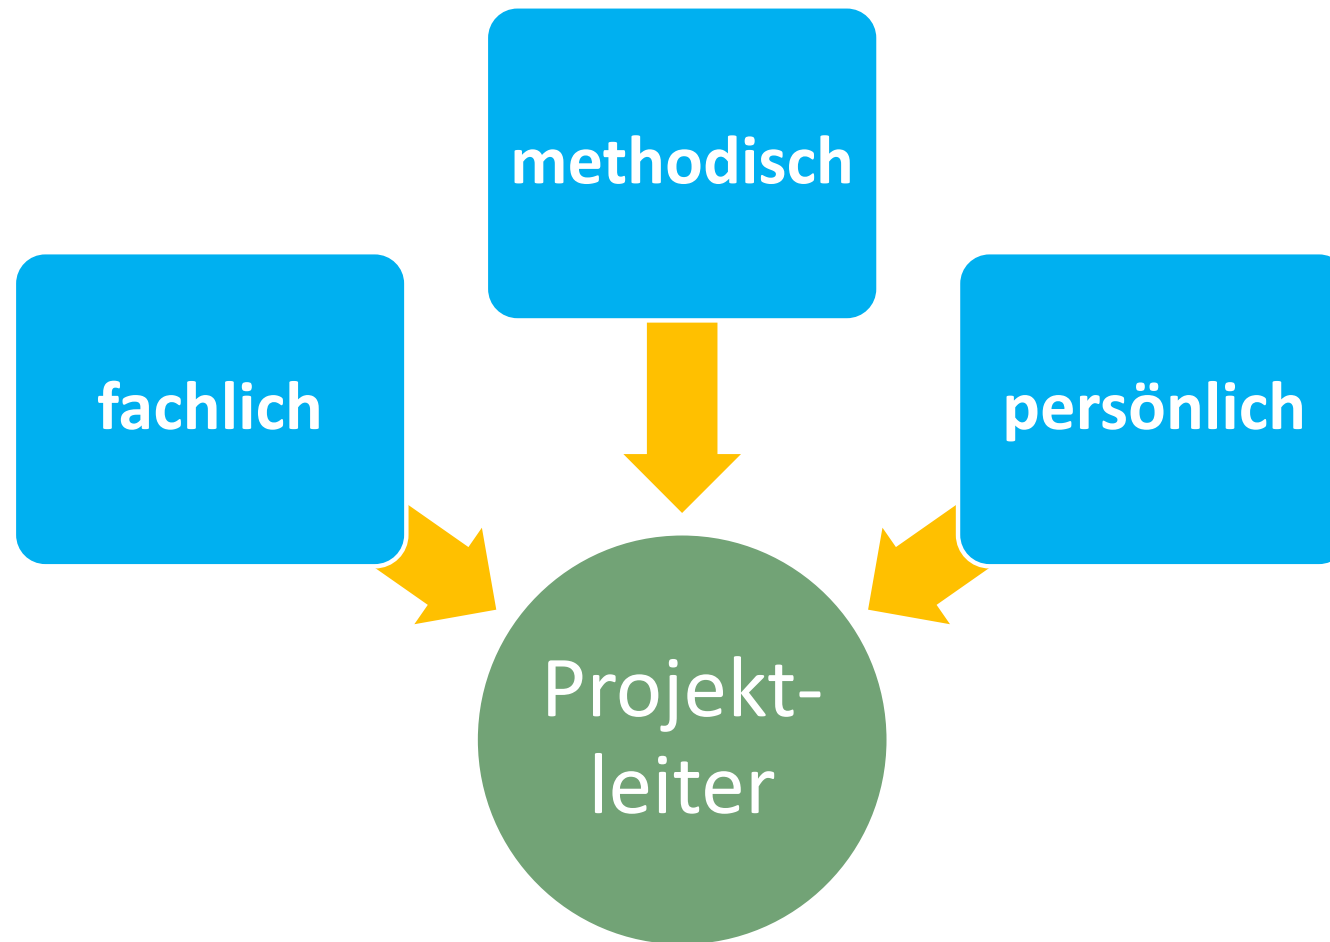 methodisch
fachlich
persönlich
Projekt-
leiter